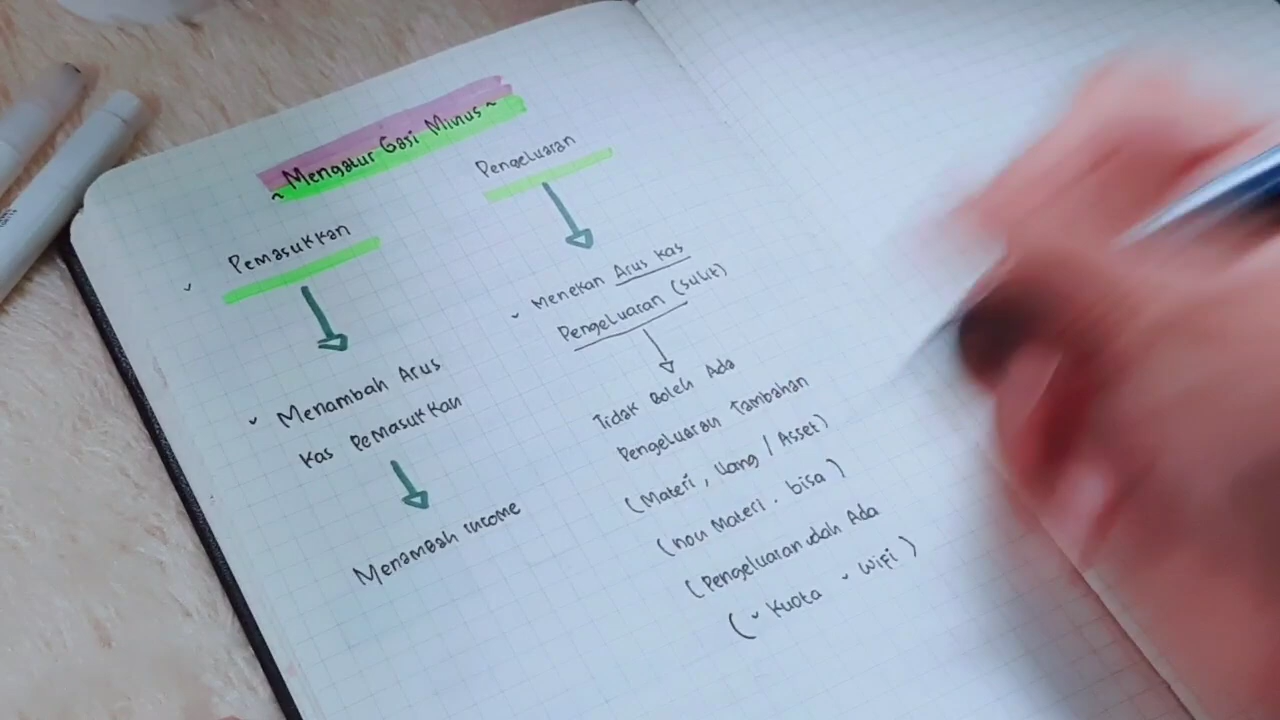 ~ Mengatur Gaji Minus ~
Pemasukkan
Menambah Arus
Kas Pemasukkan
Menambah income
Pengeluaran
Menekan Arus Kas
Pengeluaran (sulit)
Tidak Boleh Ada
Pengeluaran Tambahan
(Materi, Uang / Asset)
(non Materi . bisa)
(Pengeluaran udah Ada
(ˇ Kuota ˇ Wifi)